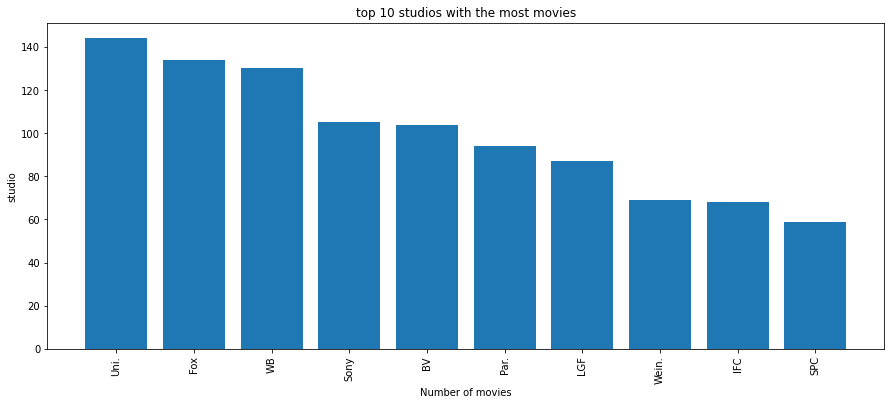 top 10 studios with the most movies
studio
140
120
100
80
60
40
20
0
Uni.
Fox
WB
Sony
BV
Par.
LGF
Wein.
IFC
SPC
Number of movies